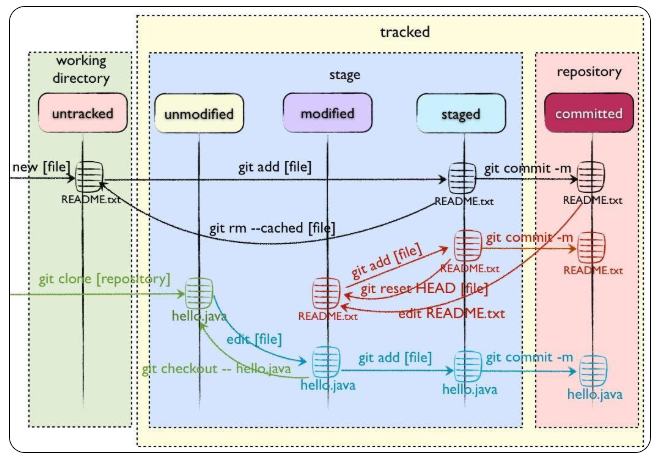 tracked
working
directory
stage
repository
untracked
unmodified
modified
staged
committed
new [file]
git add [file]
git commit -m
README.txt
README.txt
README.txt
git rm --cached [file]
git add [file]
git commit -m
README.txt
README.txt
git clone [repository]
git reset HEAD [file]
hello.java
README.txt
edit README.txt
edit [file]
git add [file]
git commit -m
git checkout -- hello.java
hello.java
hello.java
hello.java